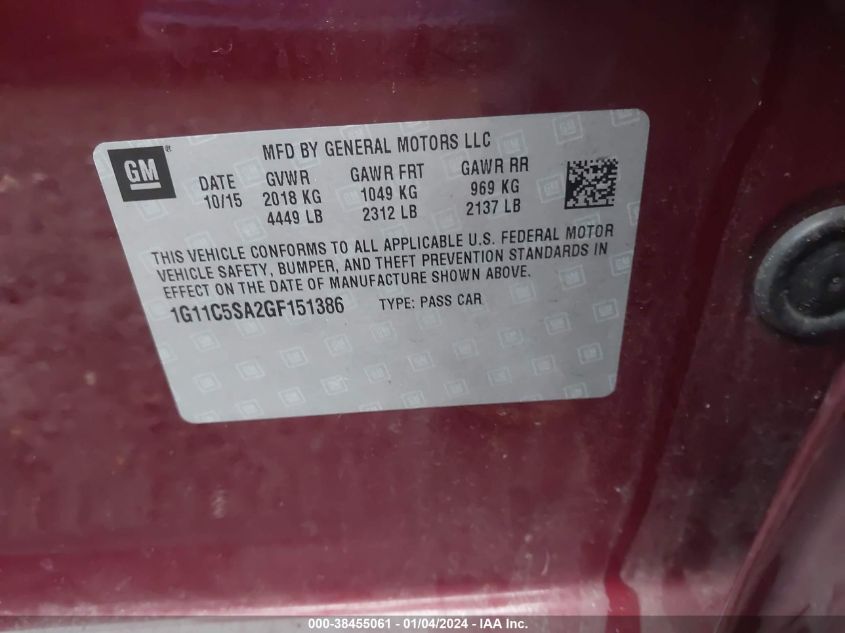 GM
MFD BY GENERAL MOTORS LLC
DATE GVWR GAWR FRT GAWR RR
10/15 2018 KG 1049 KG 969 KG
4449 LB 2312 LB 2137 LB
THIS VEHICLE CONFORMS TO ALL APPLICABLE U.S. FEDERAL MOTOR
VEHICLE SAFETY, BUMPER, AND THEFT PREVENTION STANDARDS IN
EFFECT ON THE DATE OF MANUFACTURE SHOWN ABOVE.
1G11C5SA2GF151386 TYPE: PASS CAR
000-38455061 - 01/04/2024 - IAA Inc.